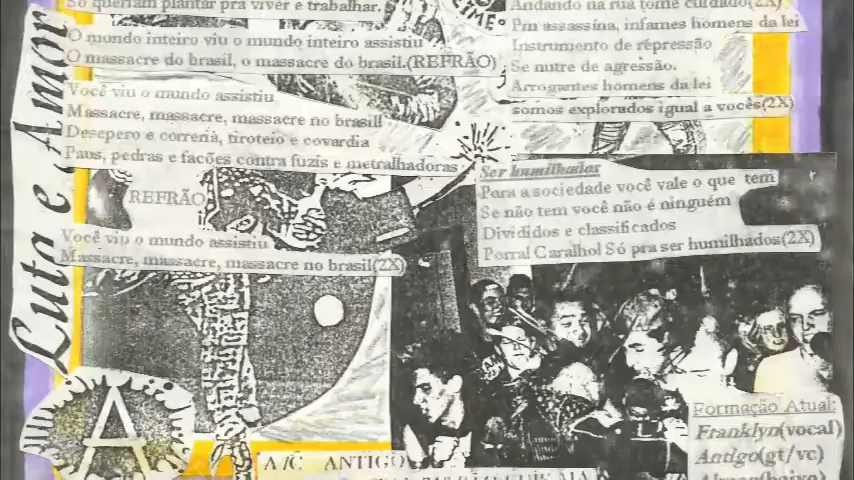 Só queriam plantar pra viver e trabalhar.
O mundo inteiro viu o mundo inteiro assistiu
O massacre do brasil, o massacre do brasil.(REFRÃO)
Você viu o mundo assistiu
Massacre, massacre, massacre no brasil!
Desepero e correria, tiroteio e covardia
Paus, pedras e facões contra fuzis e metralhadoras
REFRÃO
Você viu o mundo assistiu
Massacre, massacre, massacre no brasil(2X)
Andando na rua tome cuidado(2X)
Pm assassina, infames homens da lei
Instrumento de repressão
Se nutre de agressão.
Arrogantes homens da lei
somos explorados igual a vocês(2X)
Ser humilhados
Para a sociedade você vale o que tem
Se não tem você não é ninguém
Divididos e classificados
Porra! Caralho! Só pra ser humilhados(2X)
Luta e Amor
A
A/C ANTIGO
Formação Atual:
Franklyn(vocal)
Antigo(gt/vc)